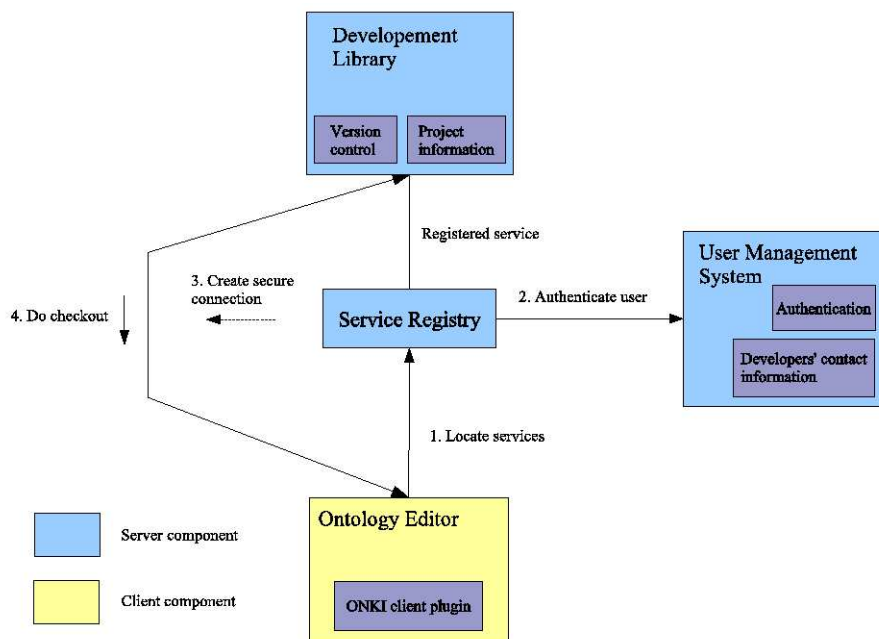 Developement
Library
Version
control
Project
information
Registered service
User Management
System
Authentication
Developers' contact
information
3. Create secure
connection
2. Authenticate user
4. Do checkout
Service Registry
1. Locate services
Ontology Editor
ONKI client plugin
Server component
Client component